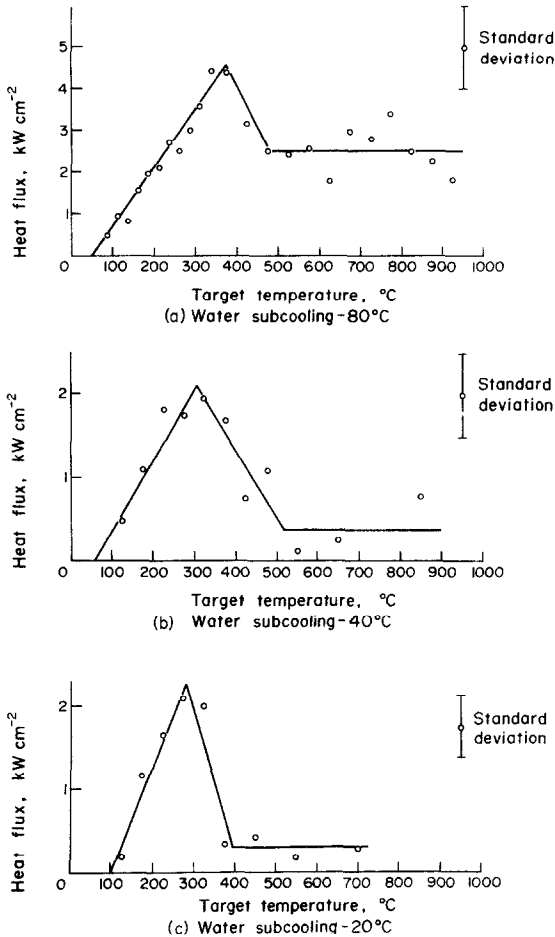 5
4
3
2
1
0
Heat flux, kW cm⁻²
Standard
deviation
100 200 300 400 500 600 700 800 900 1000
Target temperature, °C
(a) Water subcooling-80°C
2
1
0
Heat flux, kW cm⁻²
Standard
deviation
100 200 300 400 500 600 700 800 900 1000
Target temperature, °C
(b) Water subcooling-40°C
2
1
0
Heat flux, kW cm⁻²
Standard
deviation
100 200 300 400 500 600 700 800 900 1000
Target temperature, °C
(c) Water subcooling-20°C